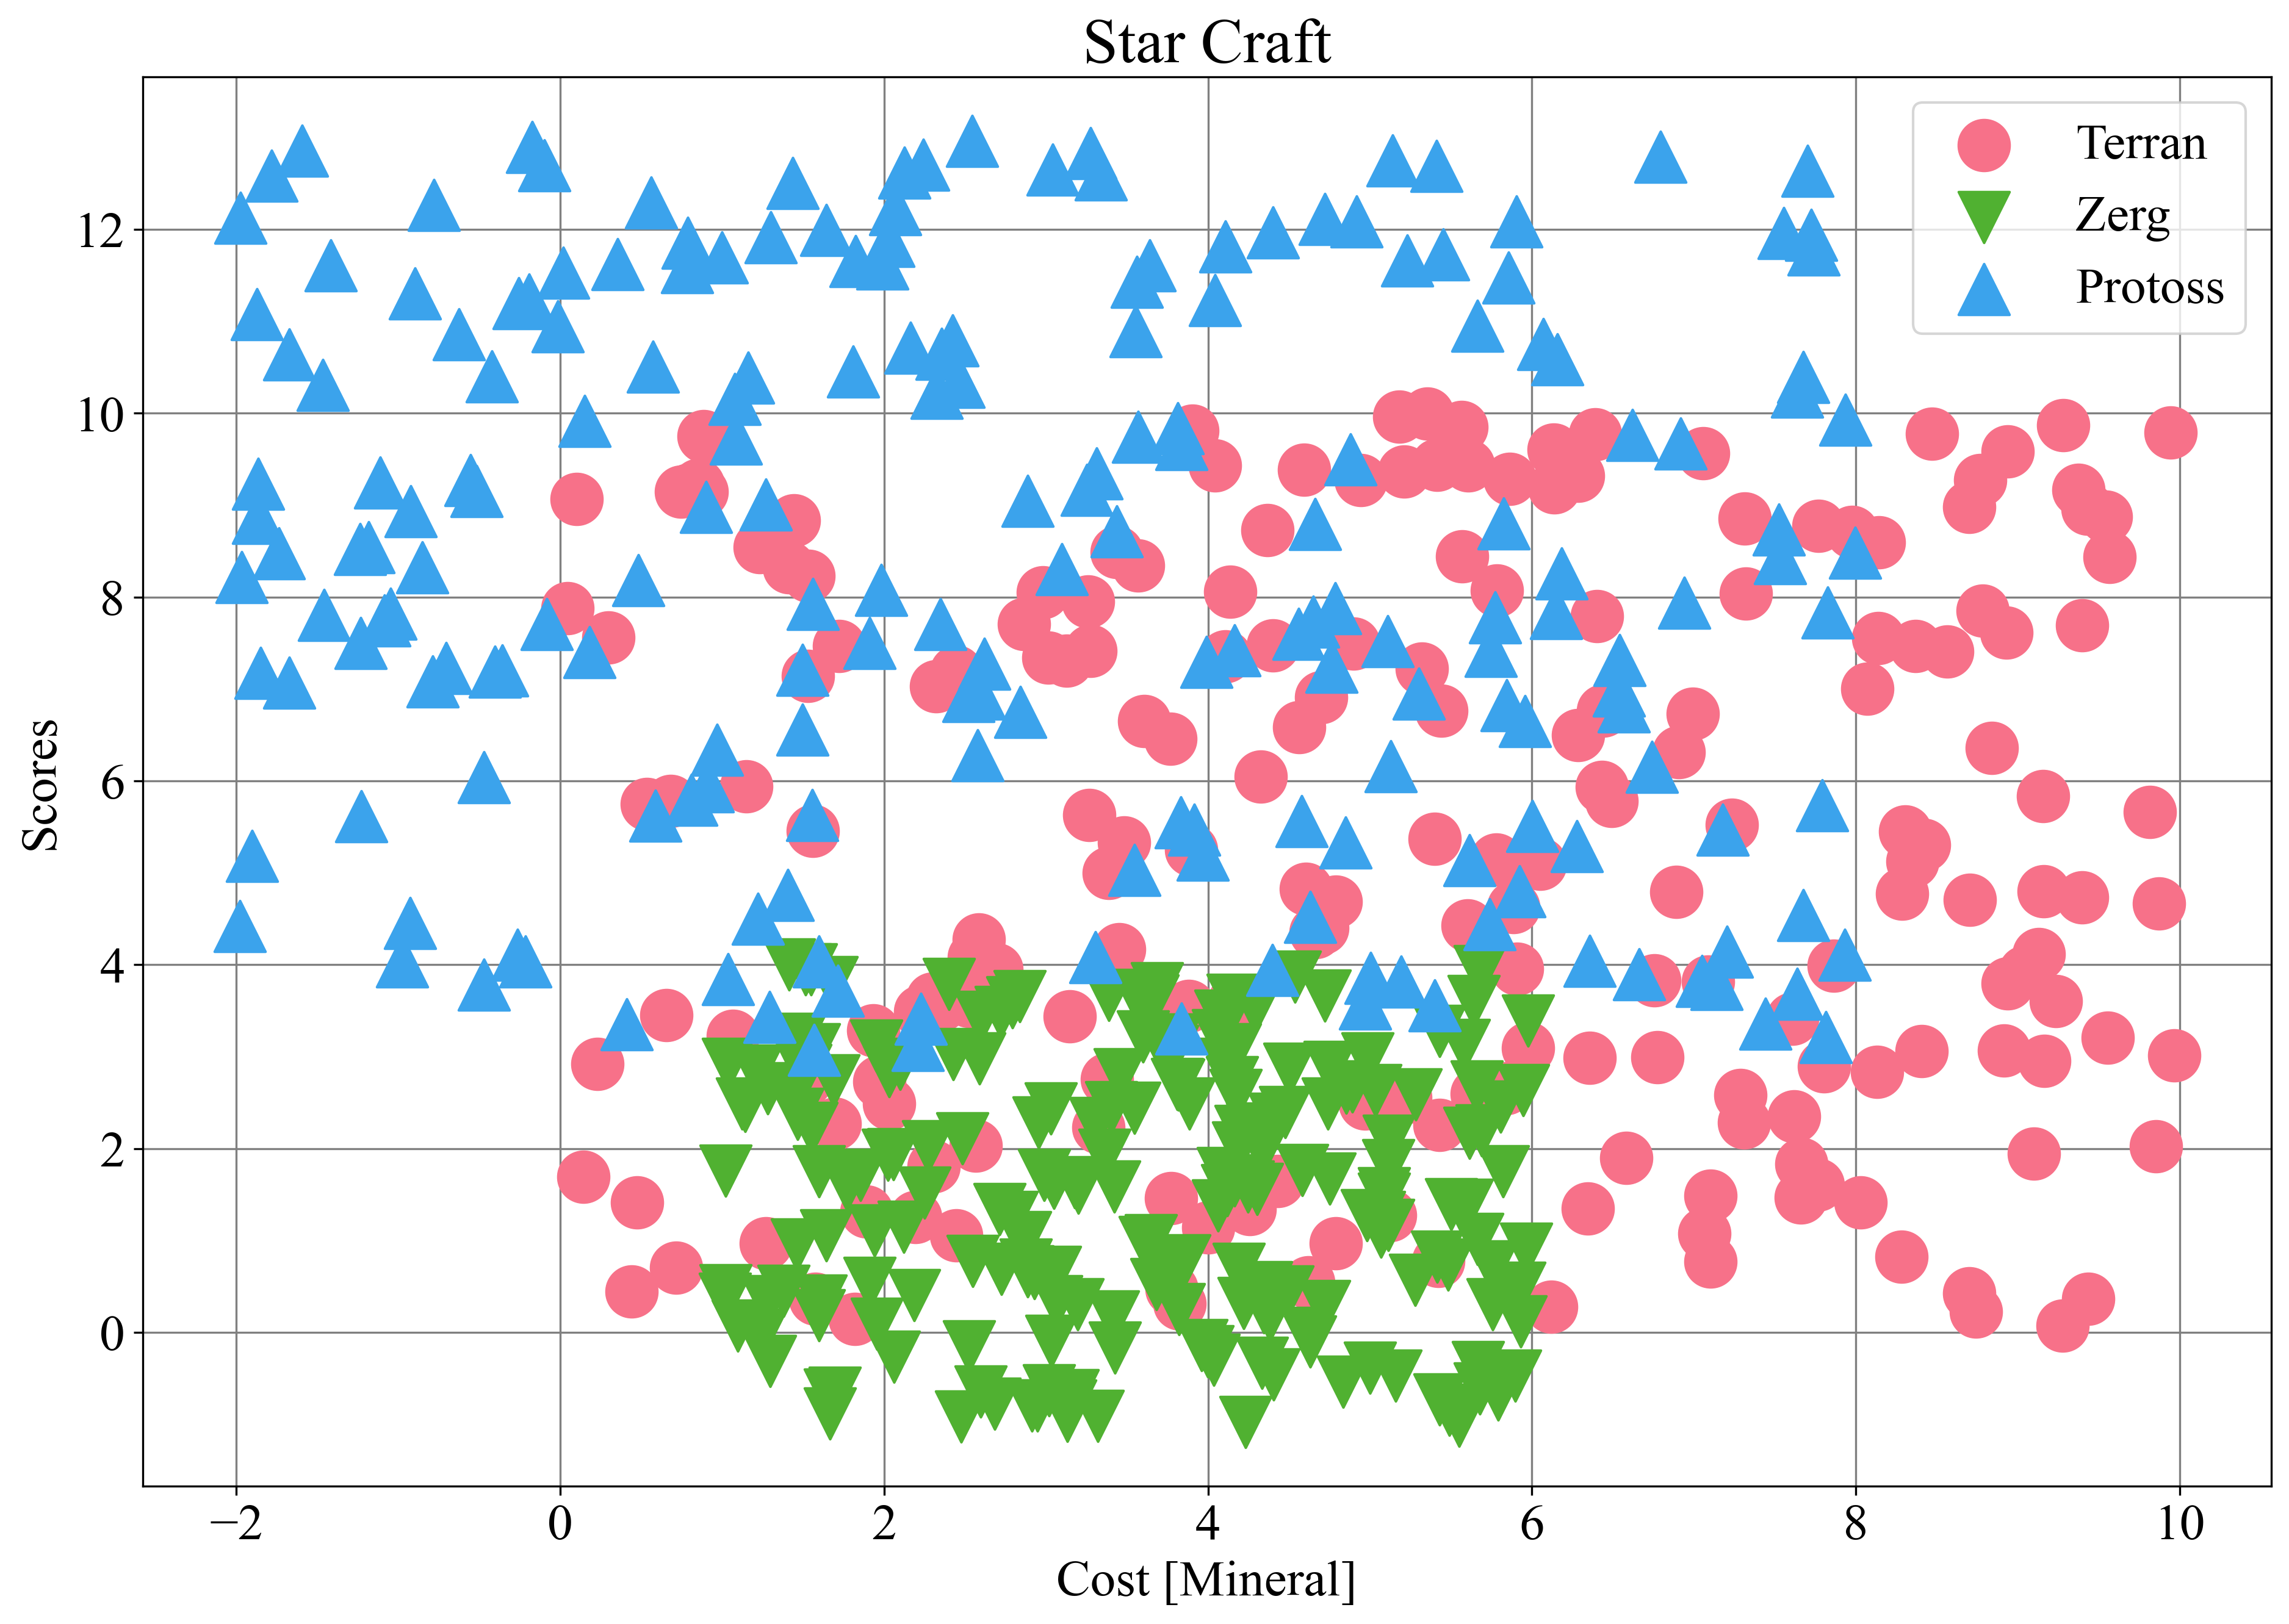 Star Craft
Terran
Zerg
Protoss
Scores
12
10
8
6
4
2
0
−2 0 2 4 6 8 10
Cost [Mineral]